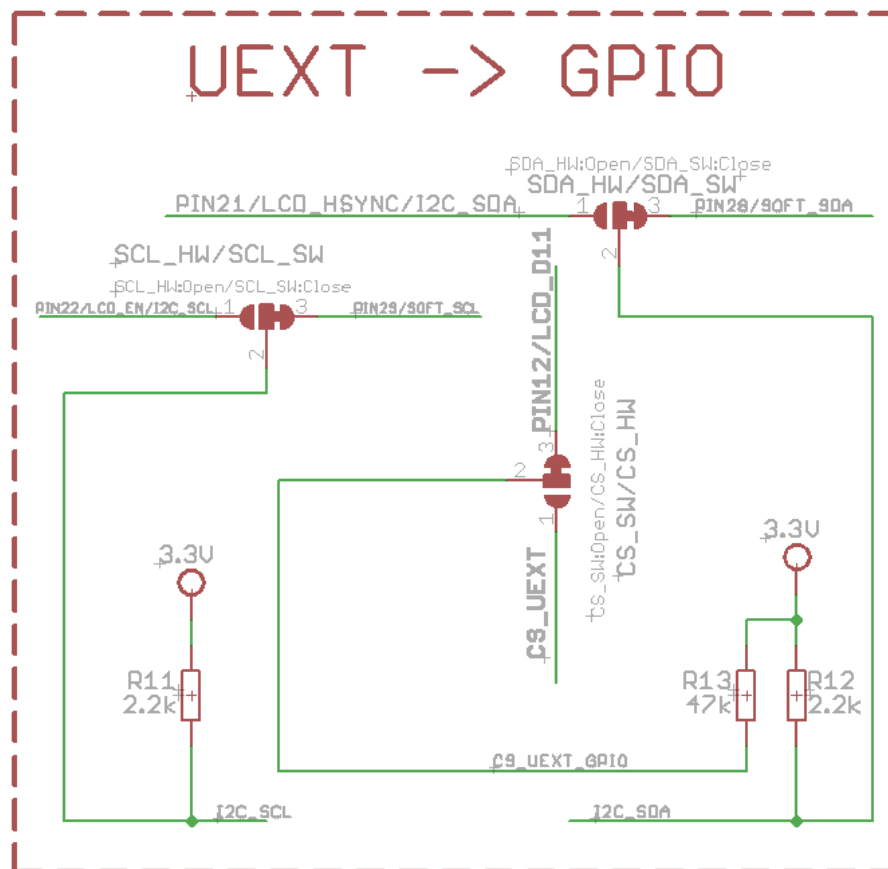 UEXT -> GPIO
SDA_HW:Open/SDA_SW:Close
SDA_HW/SDA_SW
PIN21/LCD_HSYNC/I2C_SDA
1
3
PIN28/SOFT_SDA
2
SCL_HW/SCL_SW
SCL_HW:Open/SCL_SW:Close
PIN22/LCD_EN/I2C_SCL
1
3
PIN29/SOFT_SCL
2
PIN12/LCD_D11
3
2
1
CS_SW:Open/CS_HW:Close
CS_SW/CS_HW
CS_UEXT
3.3V
3.3V
R11
2.2k
R13
47k
R12
2.2k
CS_UEXT_GPIO
I2C_SCL
I2C_SDA